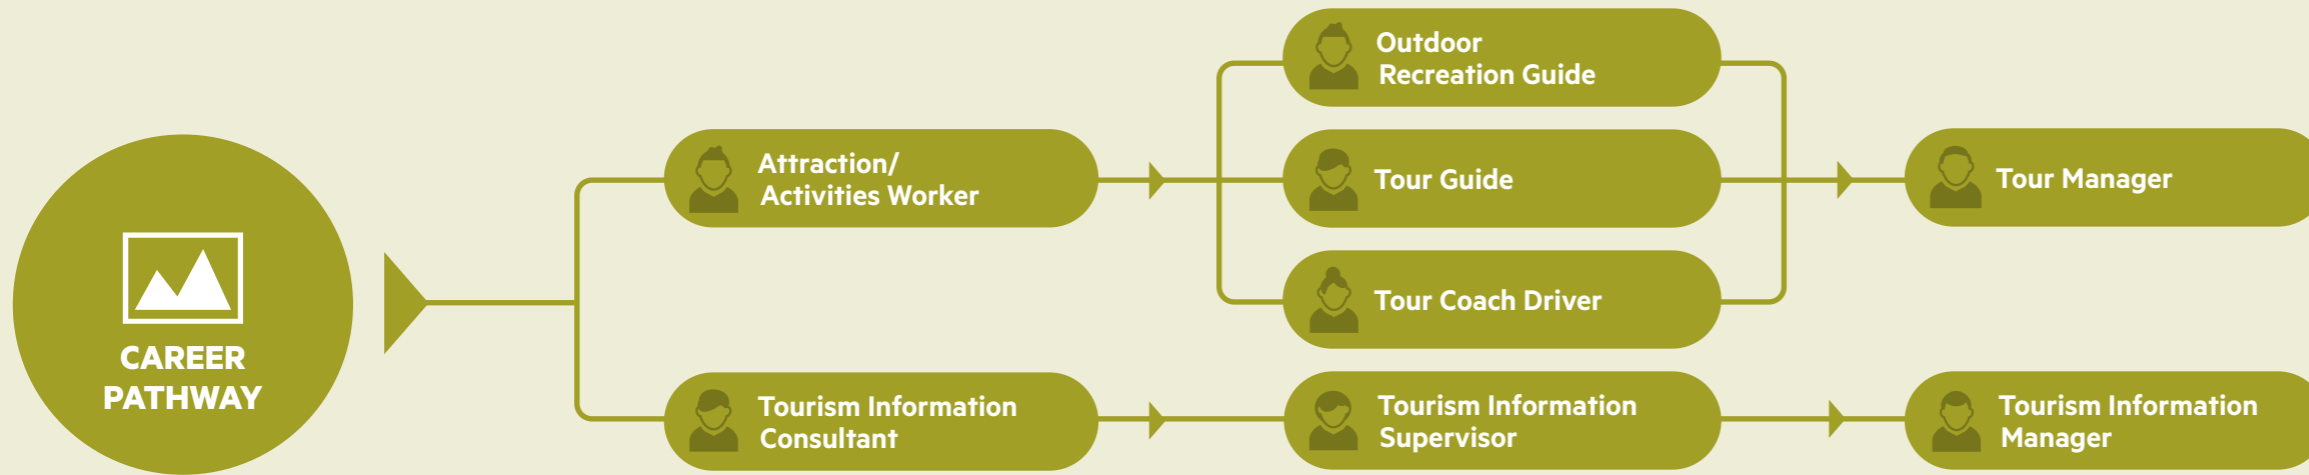 CAREER
PATHWAY
Attraction/
Activities Worker
Outdoor
Recreation Guide
Tour Guide
Tour Coach Driver
Tour Manager
Tourism Information
Consultant
Tourism Information
Supervisor
Tourism Information
Manager